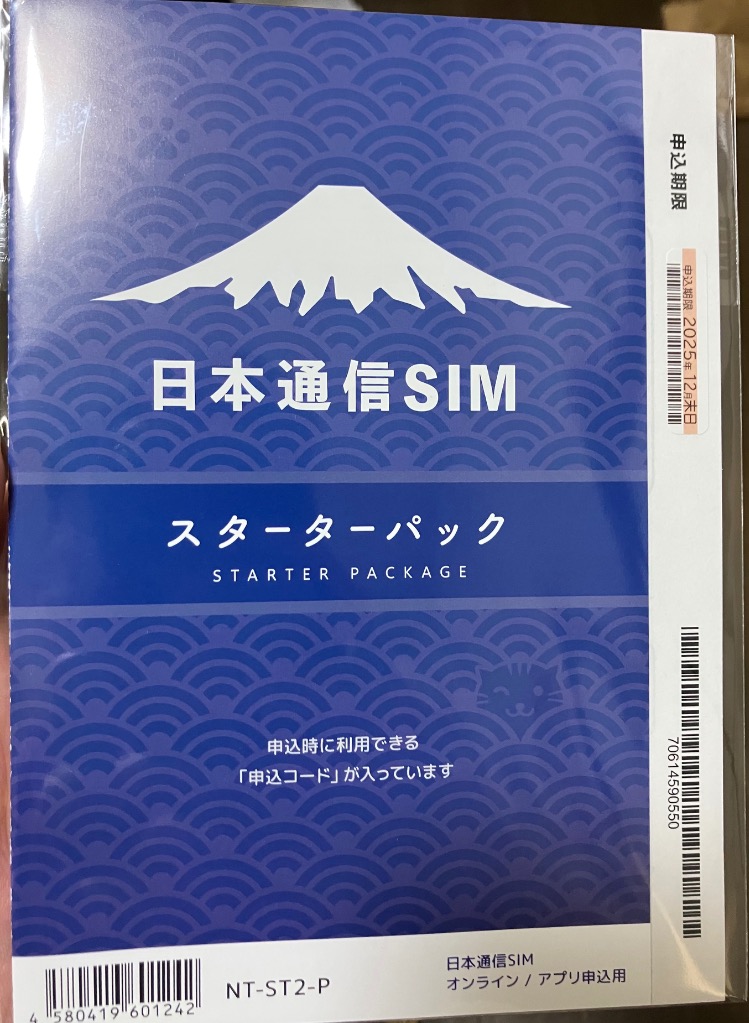 日本通信SIM
スターターパック
STARTER PACKAGE
申込時に利用できる
「申込コード」が入っています
4 580419 601242
NT-ST2-P
日本通信SIM
オンライン / アプリ申込用
申込期限
申込期限 2025年 12月末日
70614590550